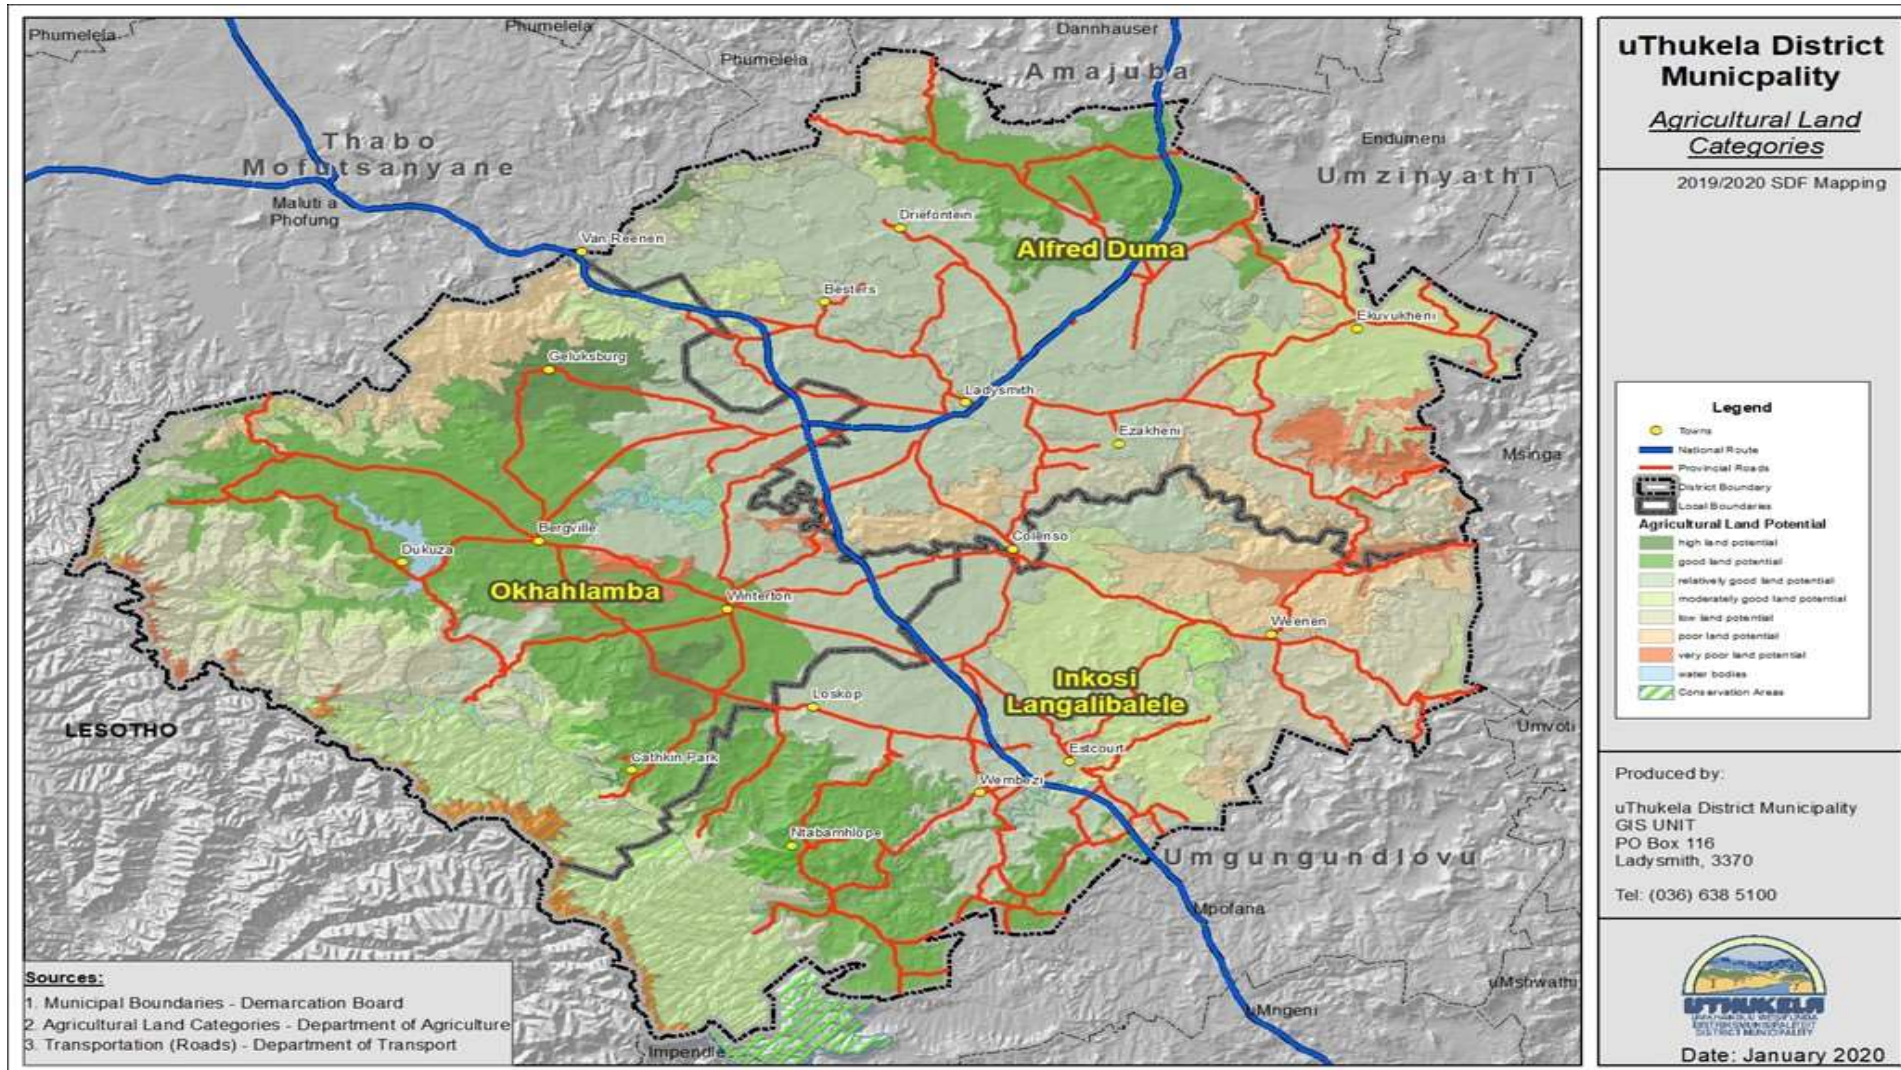 Phumelela
Phumelela
Phumelela
Dannhauser
Amajuba
Thabo
Mofutsanyane
Maluti a
Phofung
Endumeni
Umzinyathi
Van Reenen
Driefontein
Alfred Duma
Besters
Ekuvukheni
Geluksburg
Ladysmith
Ezakheni
Msinga
Bergville
Colenso
Dukuza
Okhahlamba
Winterton
Weenen
Inkosi
Langalibalele
Loskop
LESOTHO
Umvoti
Estcourt
Cathkin Park
Wembezi
Ntabamhlope
Umgungundlovu
Mpofana
uMshwathi
uMngeni
Impendle
Sources:
1. Municipal Boundaries - Demarcation Board
2. Agricultural Land Categories - Department of Agriculture
3. Transportation (Roads) - Department of Transport
uThukela District
Municpality
Agricultural Land
Categories
2019/2020 SDF Mapping
Legend
Towns
National Route
Provincial Roads
District Boundary
Local Boundaries
Agricultural Land Potential
high land potential
good land potential
relatively good land potential
moderately good land potential
low land potential
poor land potential
very poor land potential
water bodies
Conservation Areas
Produced by:
uThukela District Municipality
GIS UNIT
PO Box 116
Ladysmith, 3370
Tel: (036) 638 5100
UTHUKELA
DISTRICT MUNICIPALITY
Date: January 2020